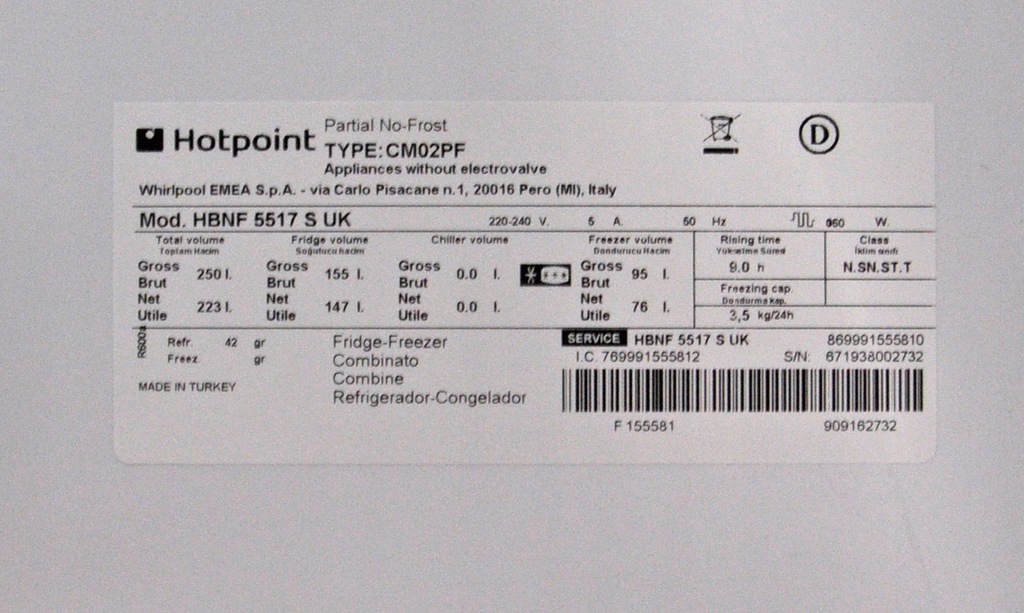 Hotpoint Partial No-Frost
TYPE: CM02PF
Appliances without electrovalve
D
Whirlpool EMEA S.p.A. - via Carlo Pisacane n.1, 20016 Pero (MI), Italy
Mod. HBNF 5517 S UK 220-240 V. 5 A. 50 Hz W.
Total volume Fridge volume Chiller volume Freezer volume Rising time Class
Toplam Hacim Soğutucu hacim Dondurucu Hacim Yükselme Süresi İklim sınıfı
Gross 250 l. Gross 155 l. Gross 0.0 l. Gross 95 l. 9.0 h N.SN.ST.T
Brut Brut Brut Brut
Freezing cap.
Dondurma kap.
Net 223 l. Net 147 l. Net 0.0 l. Net 76 l. 3,5 kg/24h
Utile Utile Utile Utile
R600a
Refr. 42 gr
Freez gr
MADE IN TURKEY
Fridge-Freezer
Combinato
Combine
Refrigerador-Congelador
SERVICE HBNF 5517 S UK 869991555810
I.C. 769991555812 S/N: 671938002732
F 155581 909162732